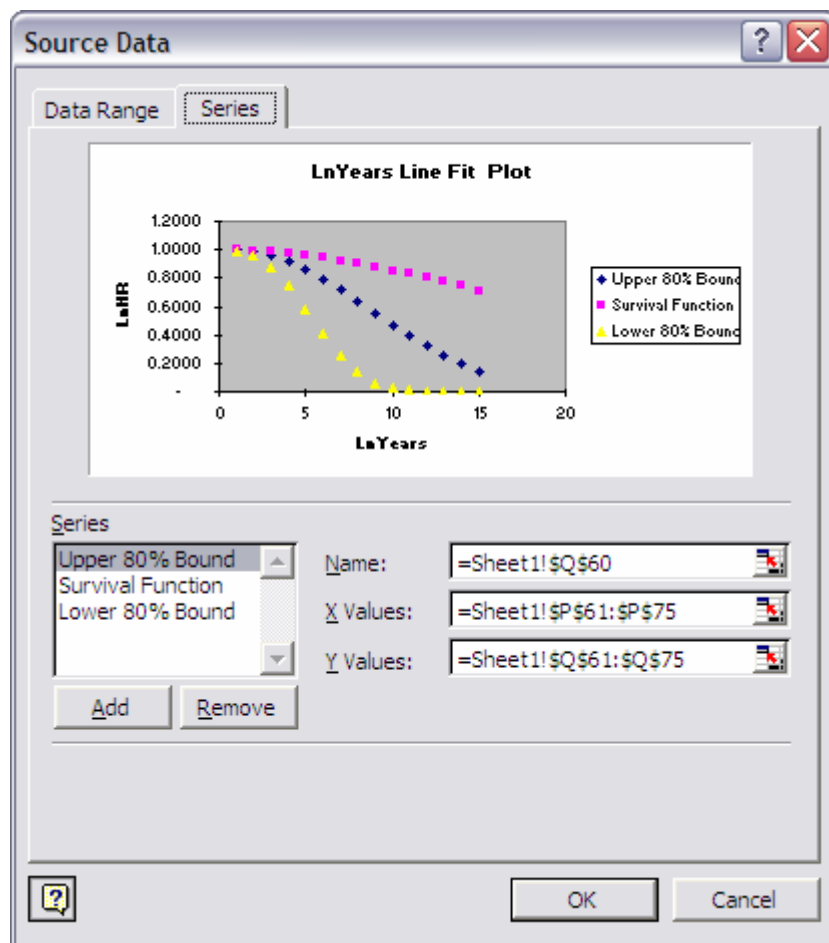 Source Data
Data Range
Series
LnYears Line Fit Plot
1.2000
1.0000
0.8000
0.6000
0.4000
0.2000
-
LnHR
0
5
10
15
20
LnYears
Upper 80% Boun
Survival Function
Lower 80% Boun
Series
Upper 80% Bound
Survival Function
Lower 80% Bound
Name:
=Sheet1!$Q$60
X Values:
=Sheet1!$P$61:$P$75
Y Values:
=Sheet1!$Q$61:$Q$75
Add
Remove
OK
Cancel